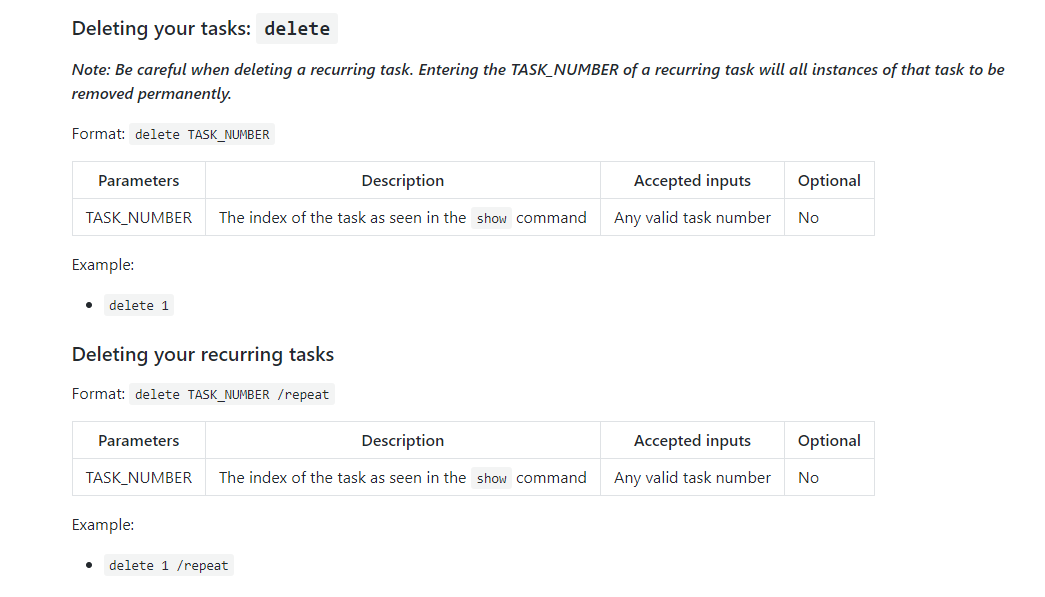 Deleting your tasks: delete
Note: Be careful when deleting a recurring task. Entering the TASK_NUMBER of a recurring task will all instances of that task to be
removed permanently.
Format: delete TASK_NUMBER
Parameters Description Accepted inputs Optional
TASK_NUMBER The index of the task as seen in the show command Any valid task number No
Example:
• delete 1
Deleting your recurring tasks
Format: delete TASK_NUMBER /repeat
Parameters Description Accepted inputs Optional
TASK_NUMBER The index of the task as seen in the show command Any valid task number No
Example:
• delete 1 /repeat